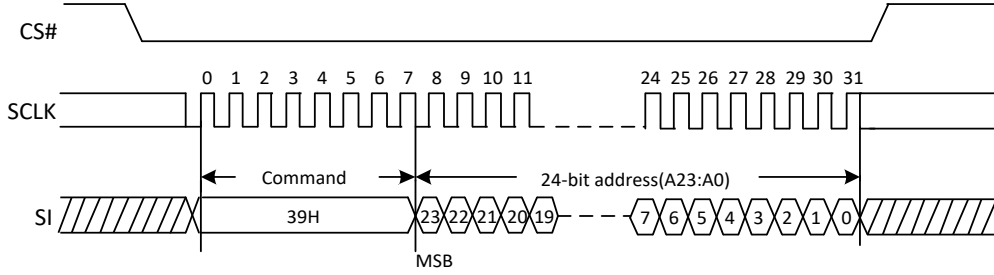 CS#
0 1 2 3 4 5 6 7 8 9 10 11 24 25 26 27 28 29 30 31
SCLK
Command 24-bit address(A23:A0)
SI 39H 23 22 21 20 19 7 6 5 4 3 2 1 0
MSB